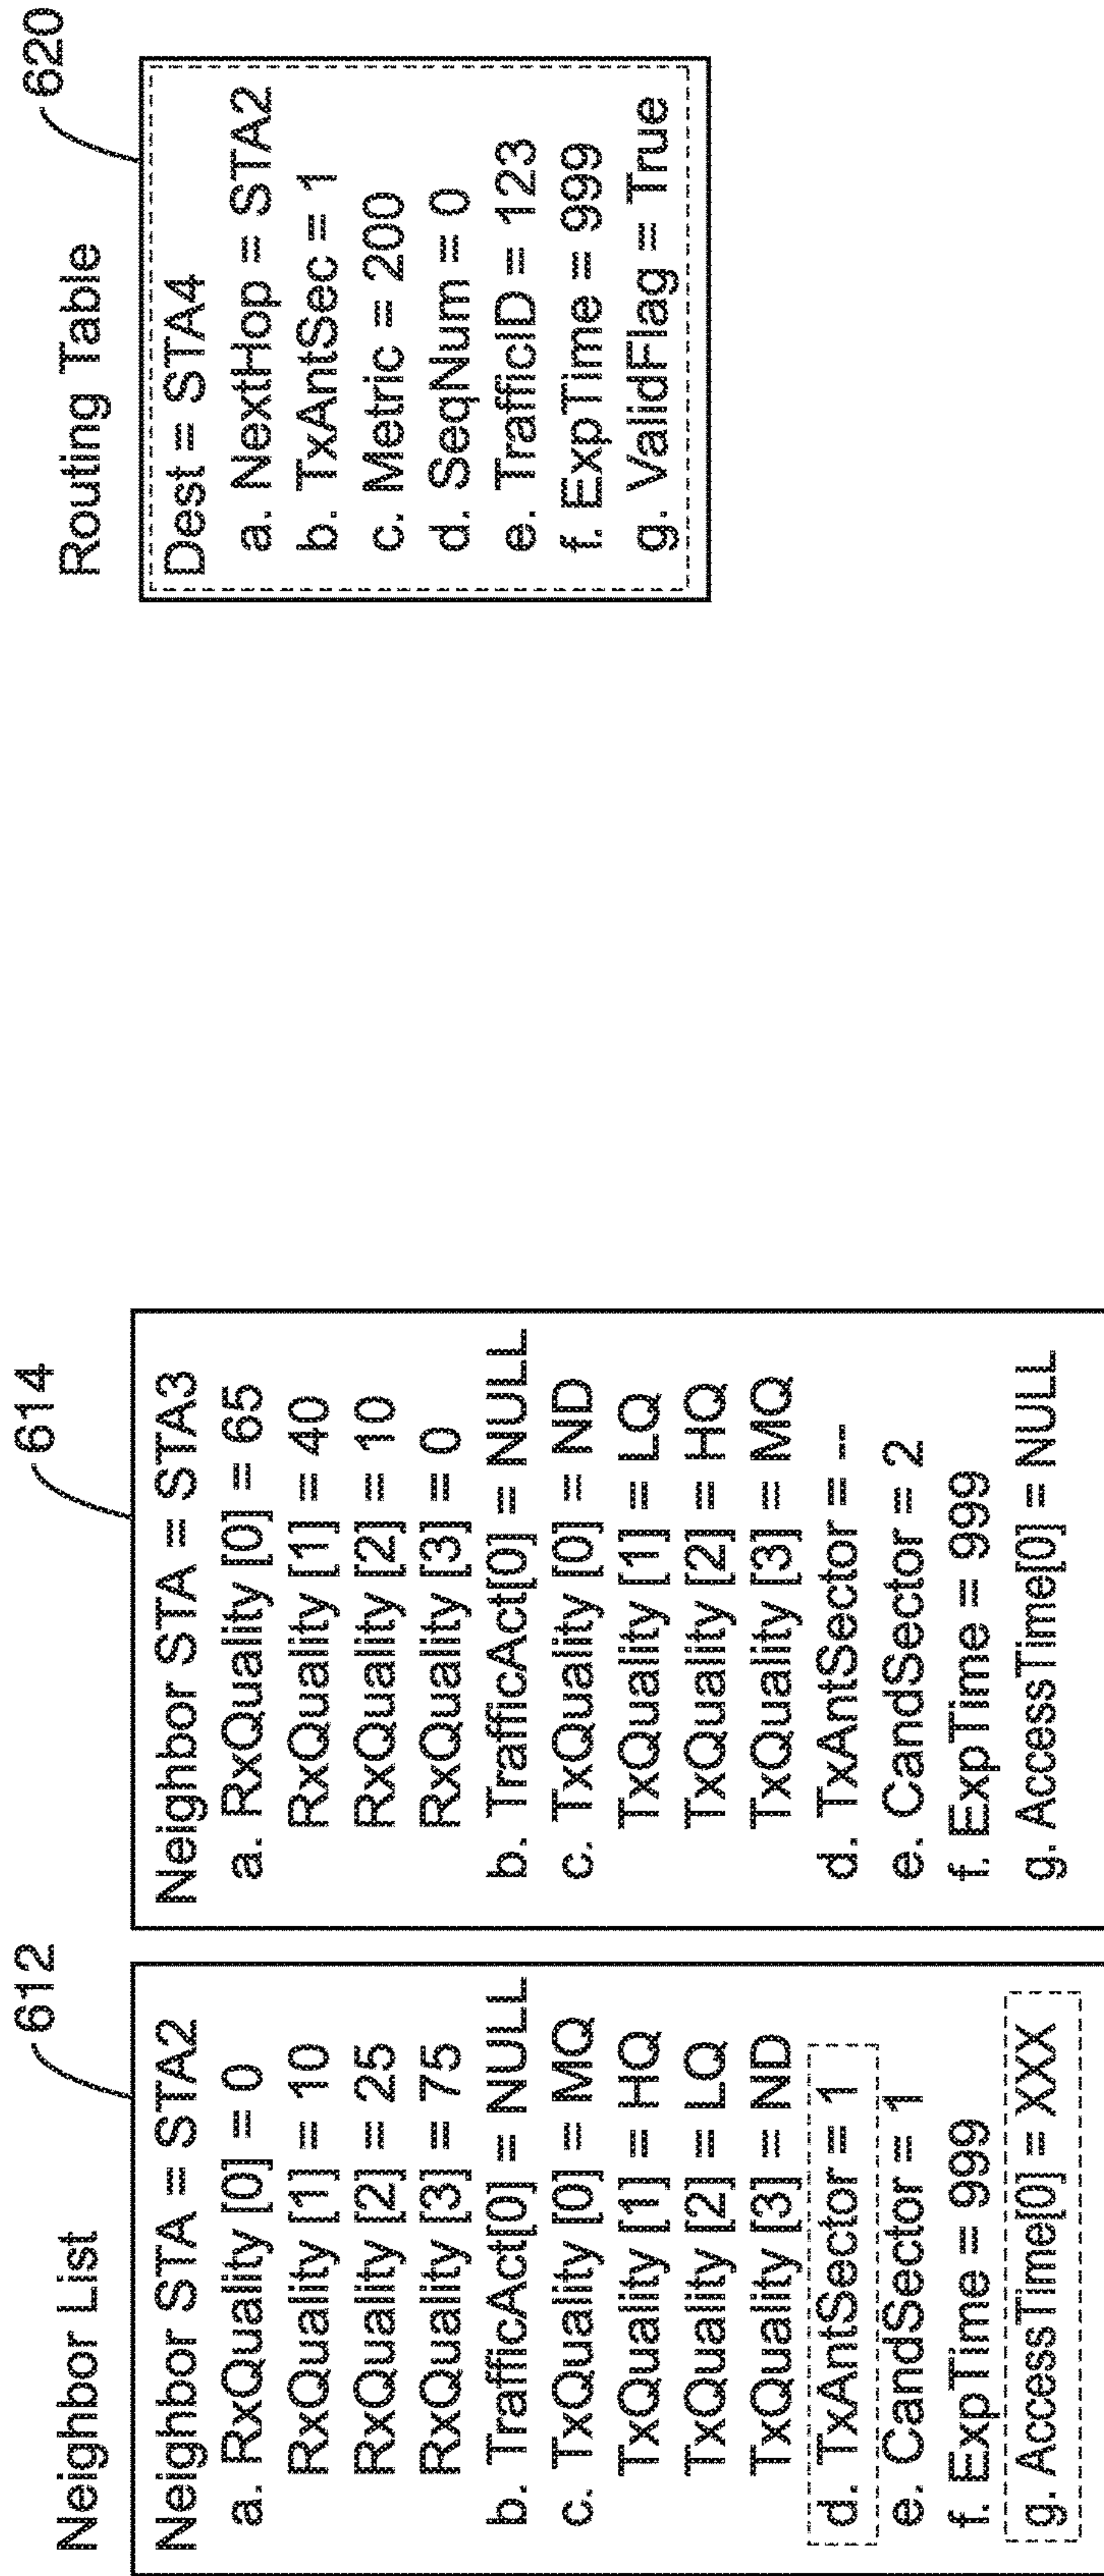 Neighbor List
612
Neighbor STA = STA2
a. RxQuality [0] = 0
RxQuality [1] = 10
RxQuality [2] = 25
RxQuality [3] = 75
b. TrafficAct[0] = NULL
c. TxQuality [0] = MQ
TxQuality [1] = HQ
TxQuality [2] = LQ
TxQuality [3] = ND
d. TxAntSector = 1
e. CandSector = 1
f. ExpTime = 999
g. AccessTime[0] = XXX
614
Neighbor STA = STA3
a. RxQuality [0] = 65
RxQuality [1] = 40
RxQuality [2] = 10
RxQuality [3] = 0
b. TrafficAct[0] = NULL
c. TxQuality [0] = ND
TxQuality [1] = LQ
TxQuality [2] = HQ
TxQuality [3] = MQ
d. TxAntSector = --
e. CandSector = 2
f. ExpTime = 999
g. AccessTime[0] = NULL
Routing Table
620
Dest = STA4
a. NextHop = STA2
b. TxAntSec = 1
c. Metric = 200
d. SeqNum = 0
e. TrafficID = 123
f. ExpTime = 999
g. ValidFlag = True